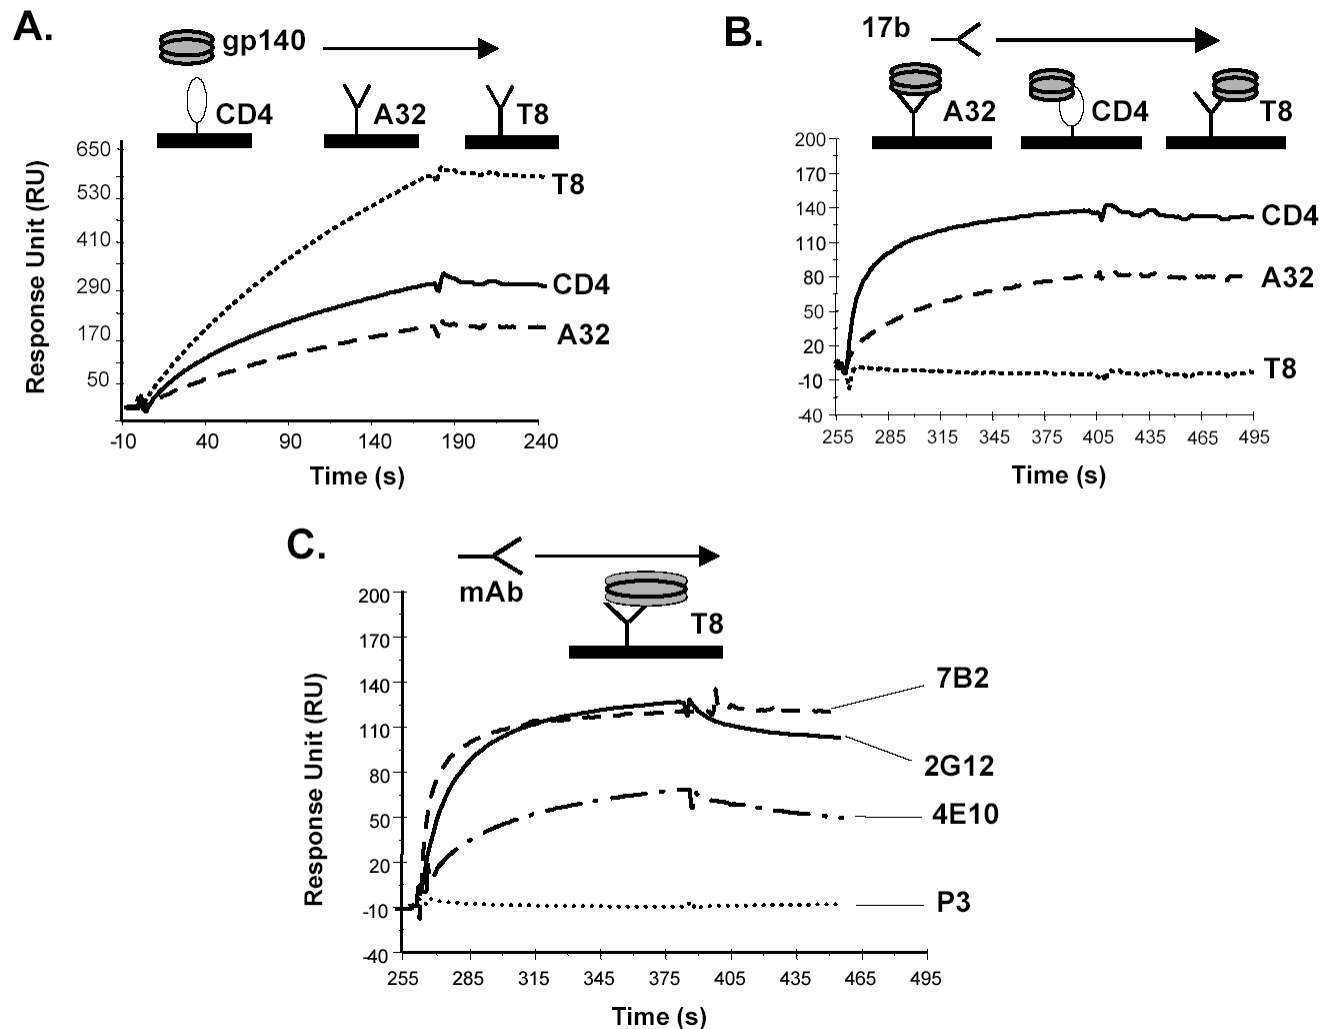 A.
gp140
CD4
A32
T8
Response Unit (RU)
650
530
410
290
170
50
T8
CD4
A32
-10 40 90 140 190 240
Time (s)
B.
17b
A32
CD4
T8
Response Unit (RU)
200
170
140
110
80
50
20
-10
-40
CD4
A32
T8
255 285 315 345 375 405 435 465 495
Time (s)
C.
mAb
T8
Response Unit (RU)
200
170
140
110
80
50
20
-10
-40
7B2
2G12
4E10
P3
255 285 315 345 375 405 435 465 495
Time (s)